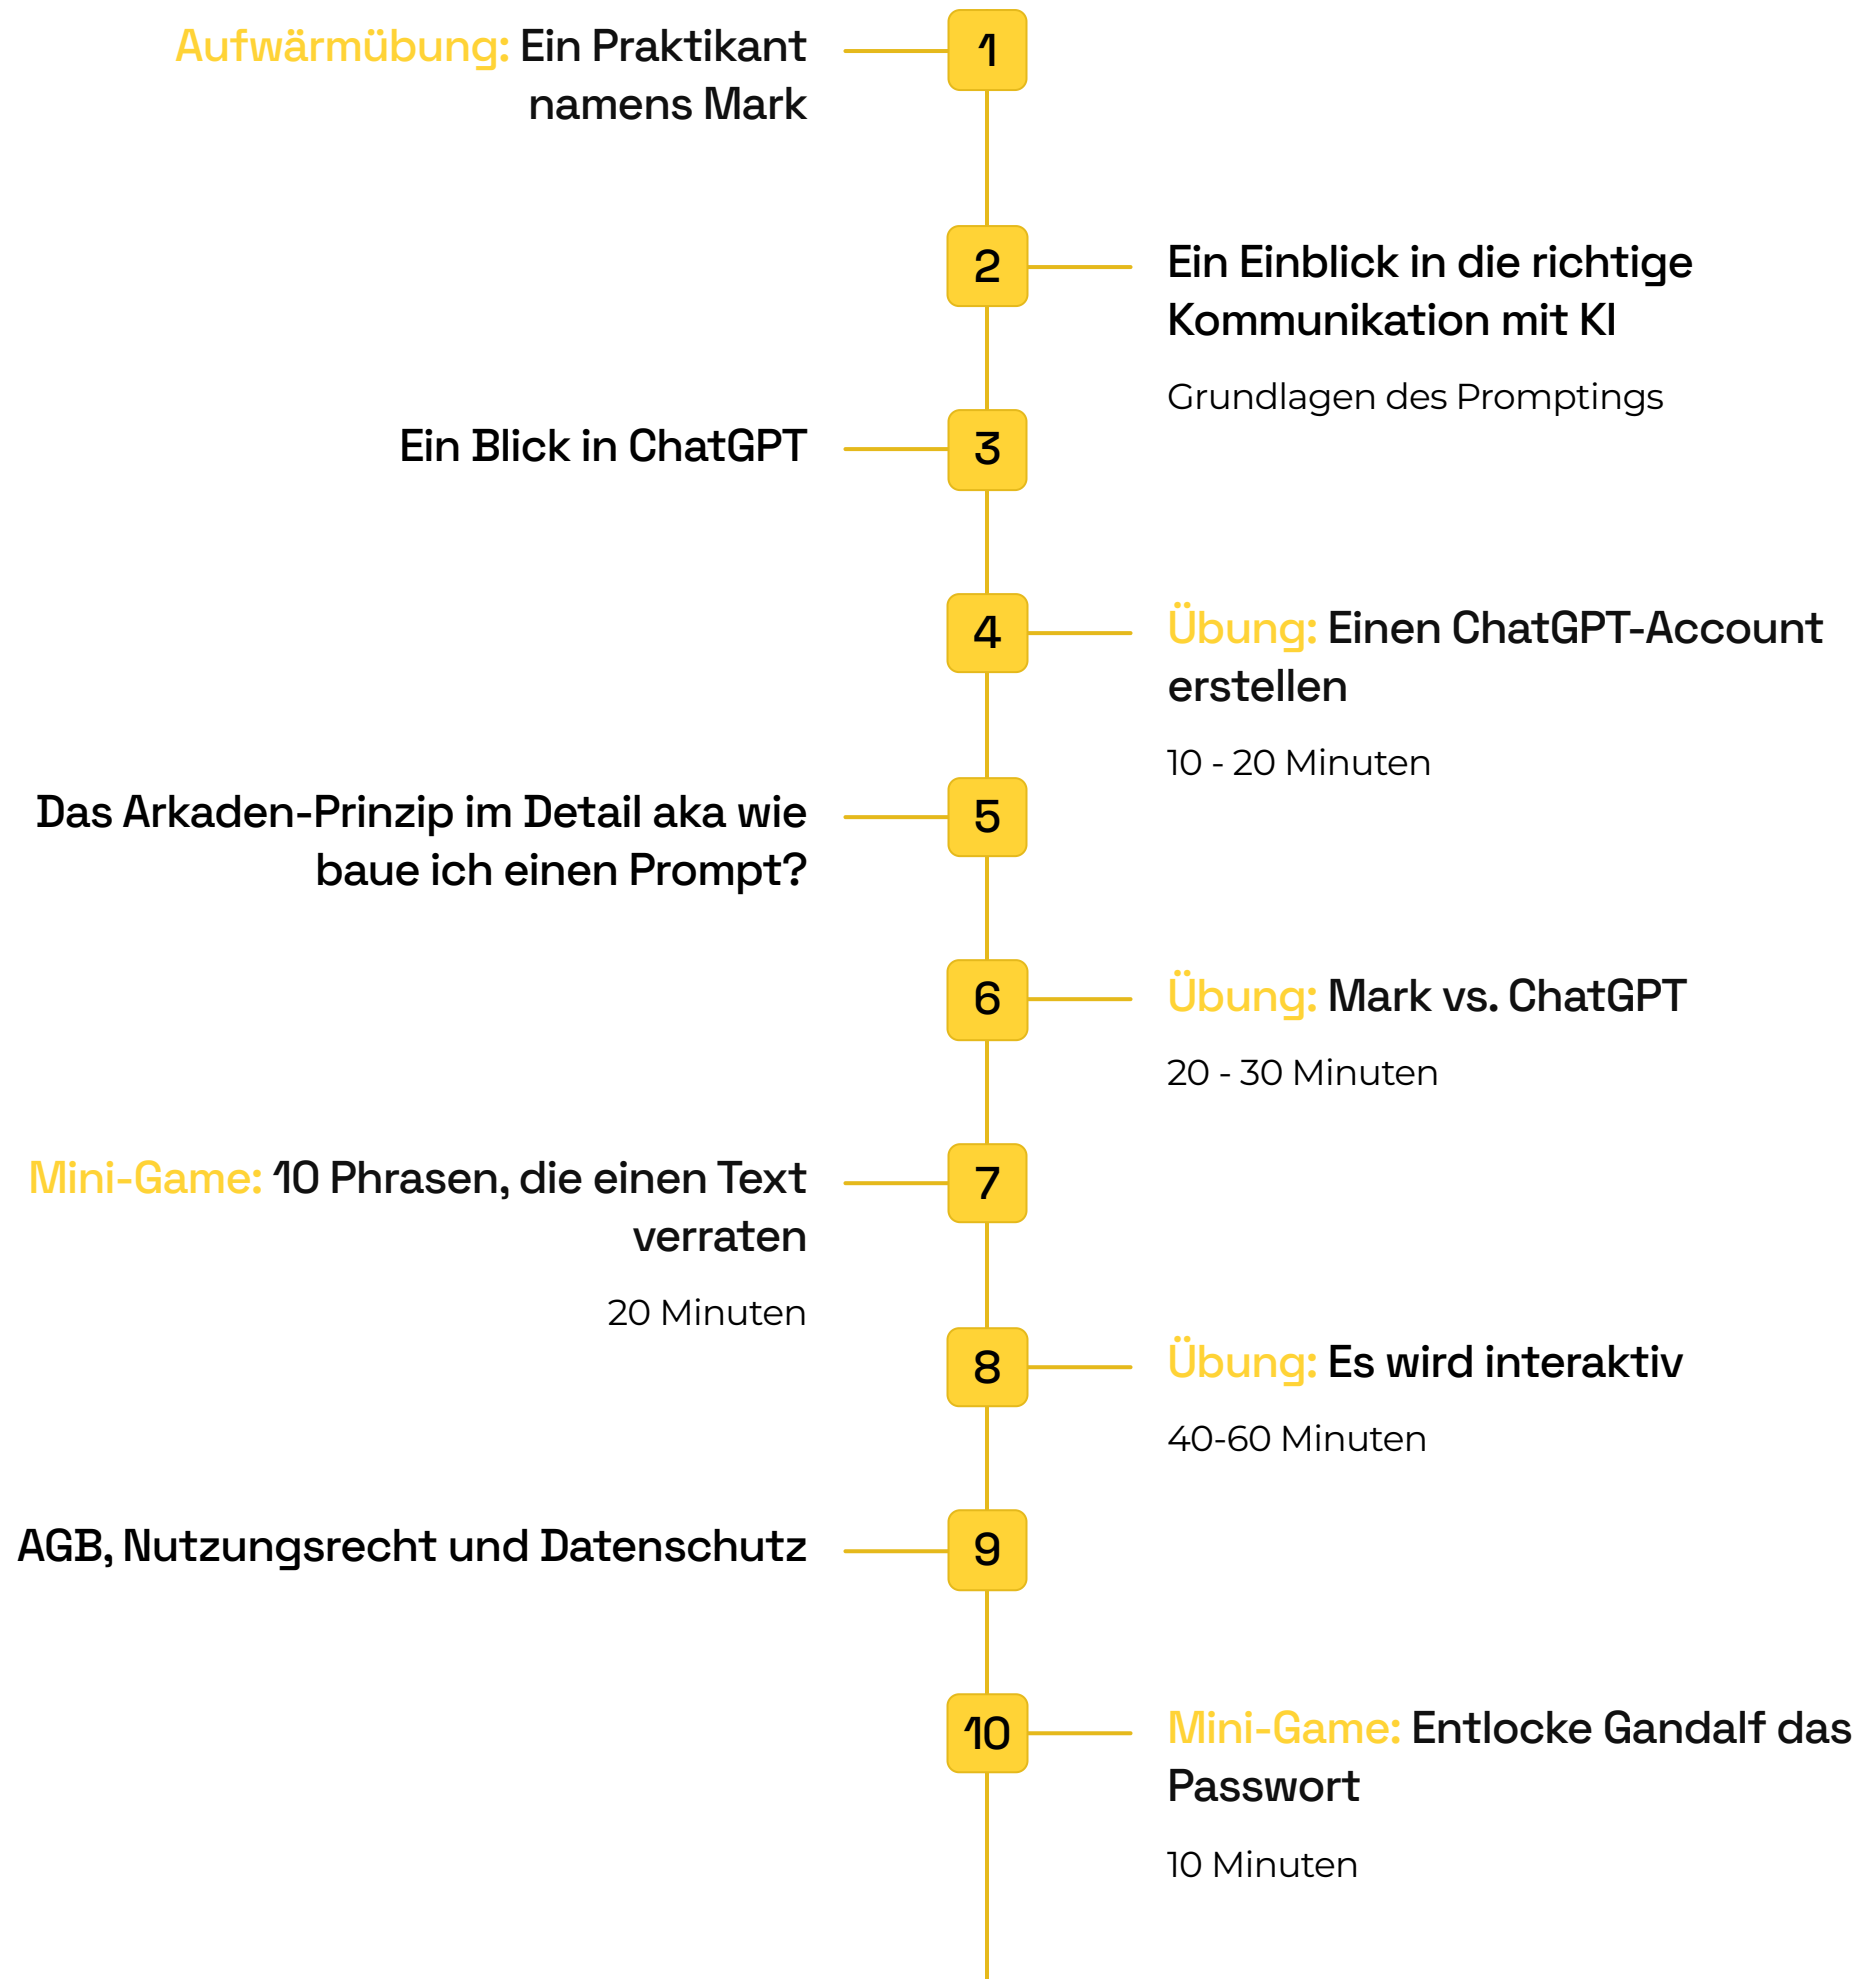 1
Aufwärmübung: Ein Praktikant
namens Mark
2
Ein Einblick in die richtige
Kommunikation mit KI
Grundlagen des Promptings
3
Ein Blick in ChatGPT
4
Übung: Einen ChatGPT-Account
erstellen
10 - 20 Minuten
5
Das Arkaden-Prinzip im Detail aka wie
baue ich einen Prompt?
6
Übung: Mark vs. ChatGPT
20 - 30 Minuten
7
Mini-Game: 10 Phrasen, die einen Text
verraten
20 Minuten
8
Übung: Es wird interaktiv
40-60 Minuten
9
AGB, Nutzungsrecht und Datenschutz
10
Mini-Game: Entlocke Gandalf das
Passwort
10 Minuten